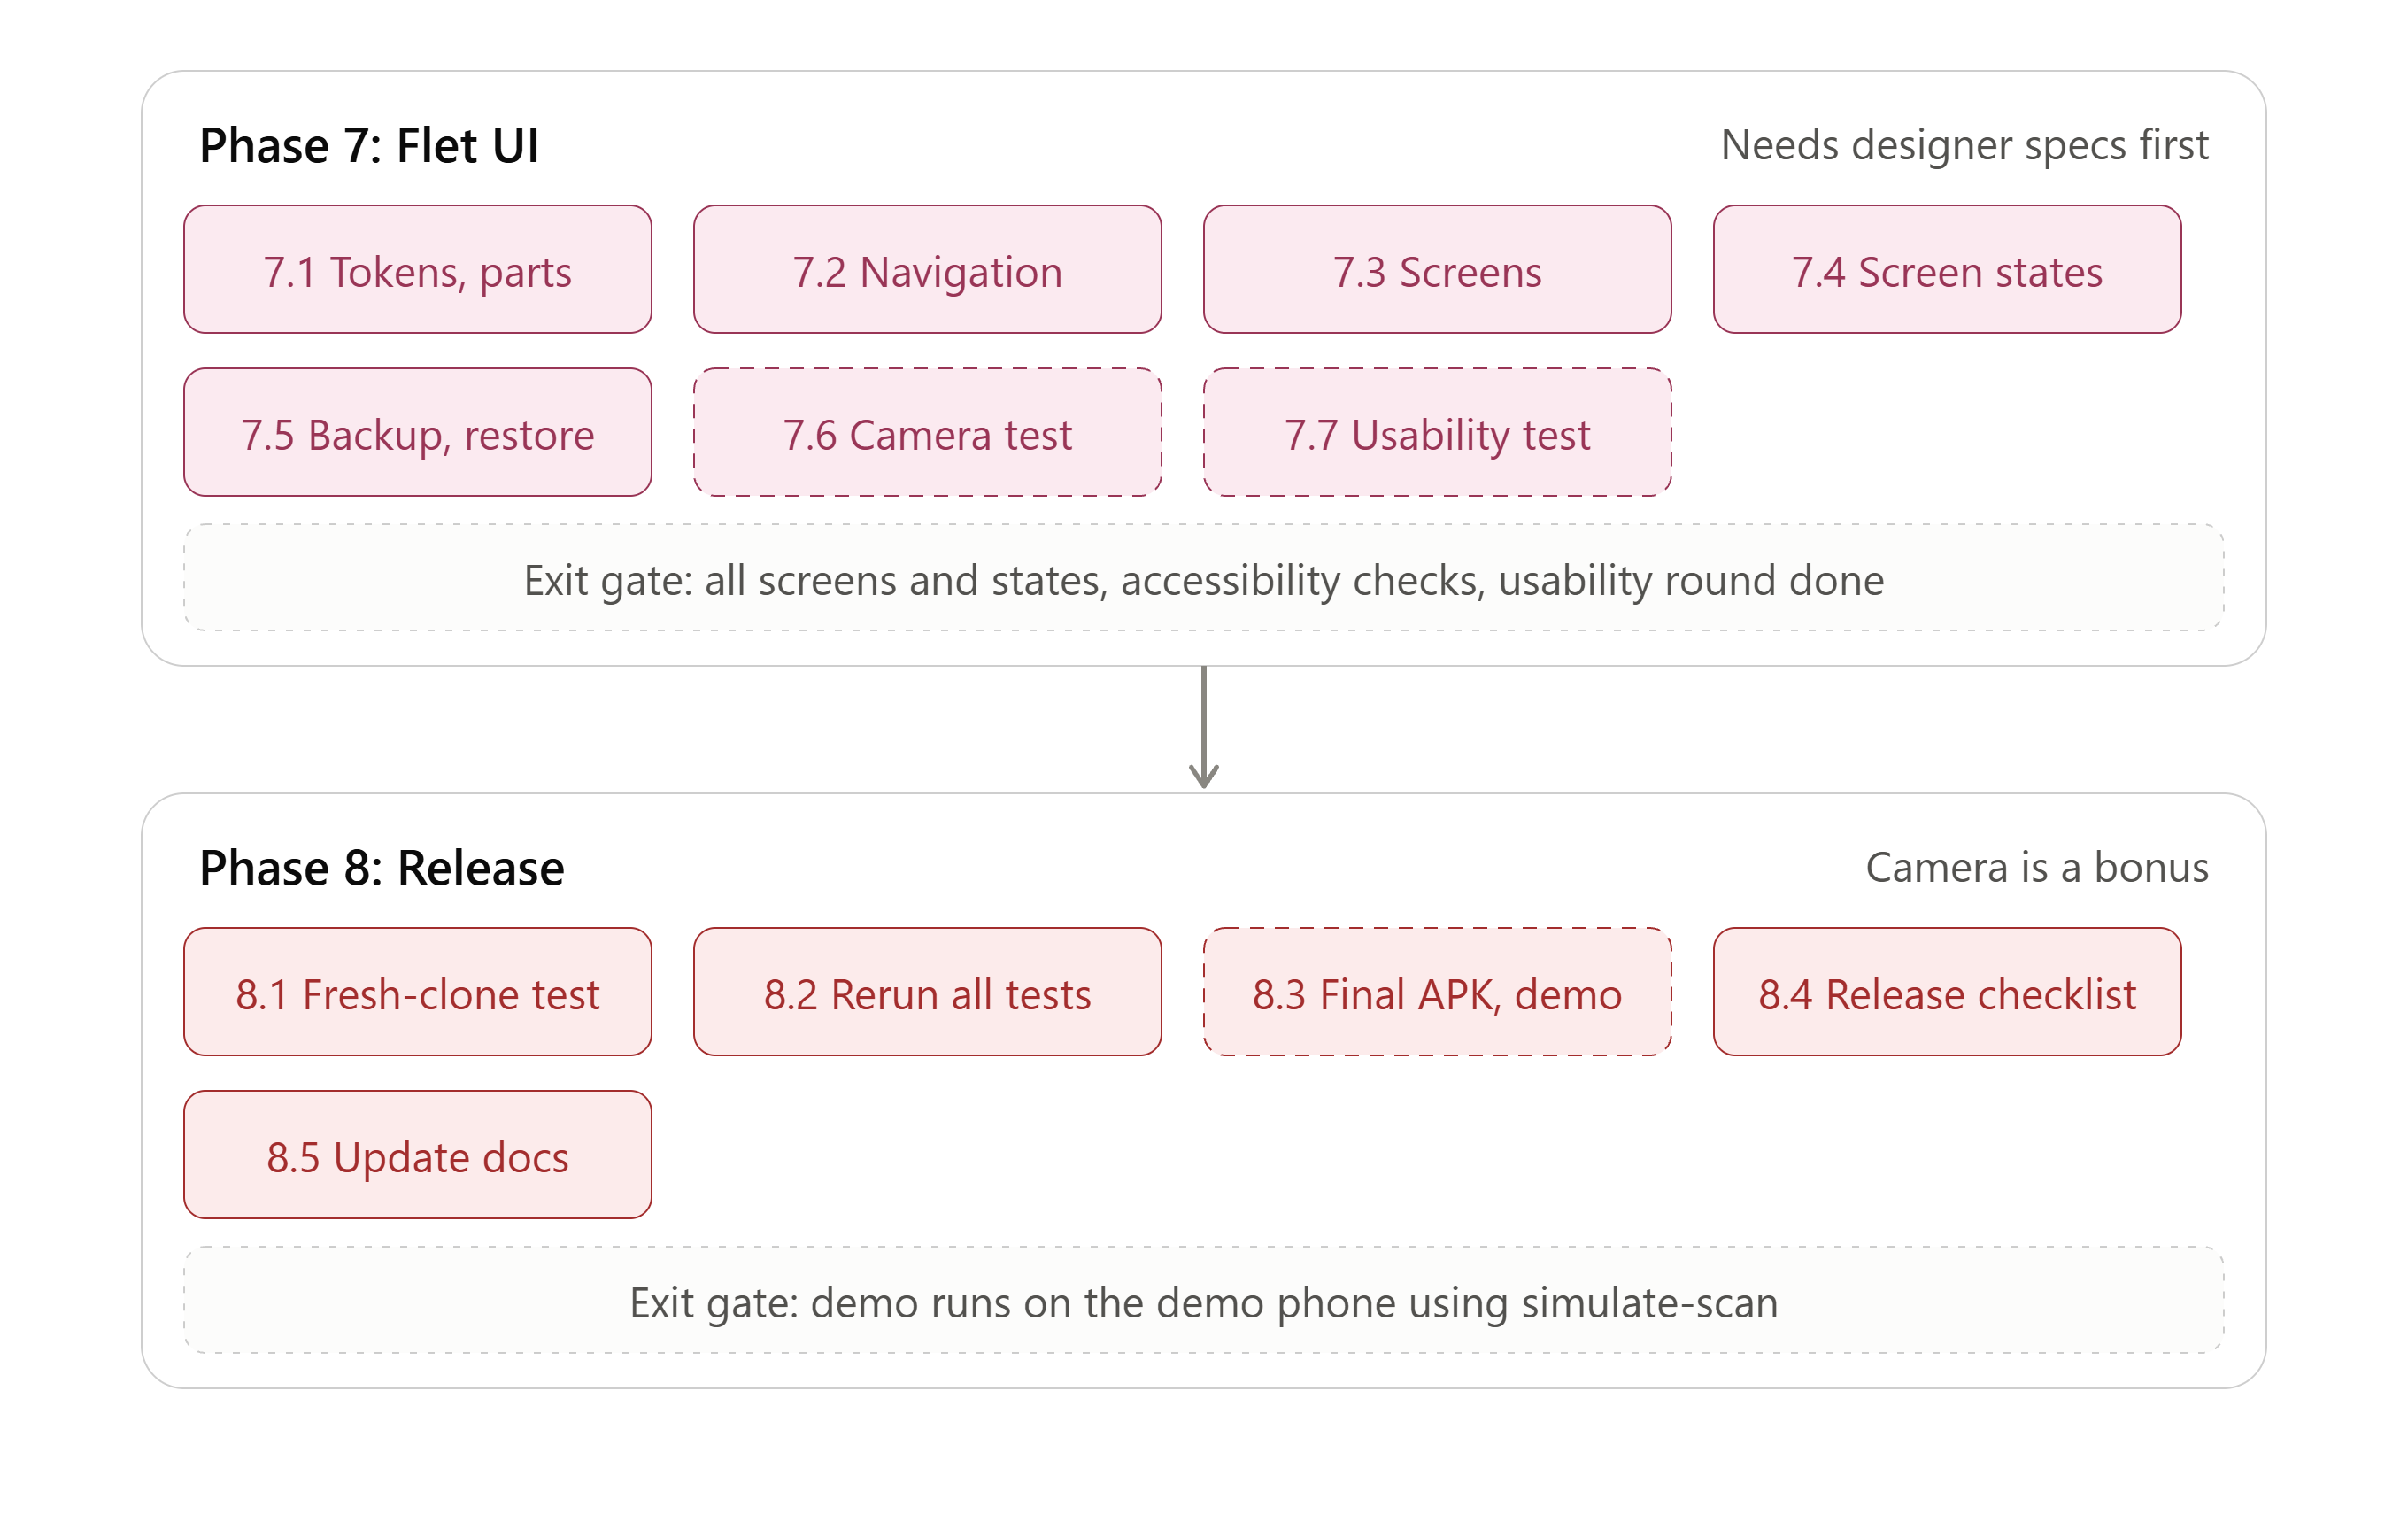 Phase 7: Flet UI
Needs designer specs first
7.1 Tokens, parts
7.2 Navigation
7.3 Screens
7.4 Screen states
7.5 Backup, restore
7.6 Camera test
7.7 Usability test
Exit gate: all screens and states, accessibility checks, usability round done
Phase 8: Release
Camera is a bonus
8.1 Fresh-clone test
8.2 Rerun all tests
8.3 Final APK, demo
8.4 Release checklist
8.5 Update docs
Exit gate: demo runs on the demo phone using simulate-scan